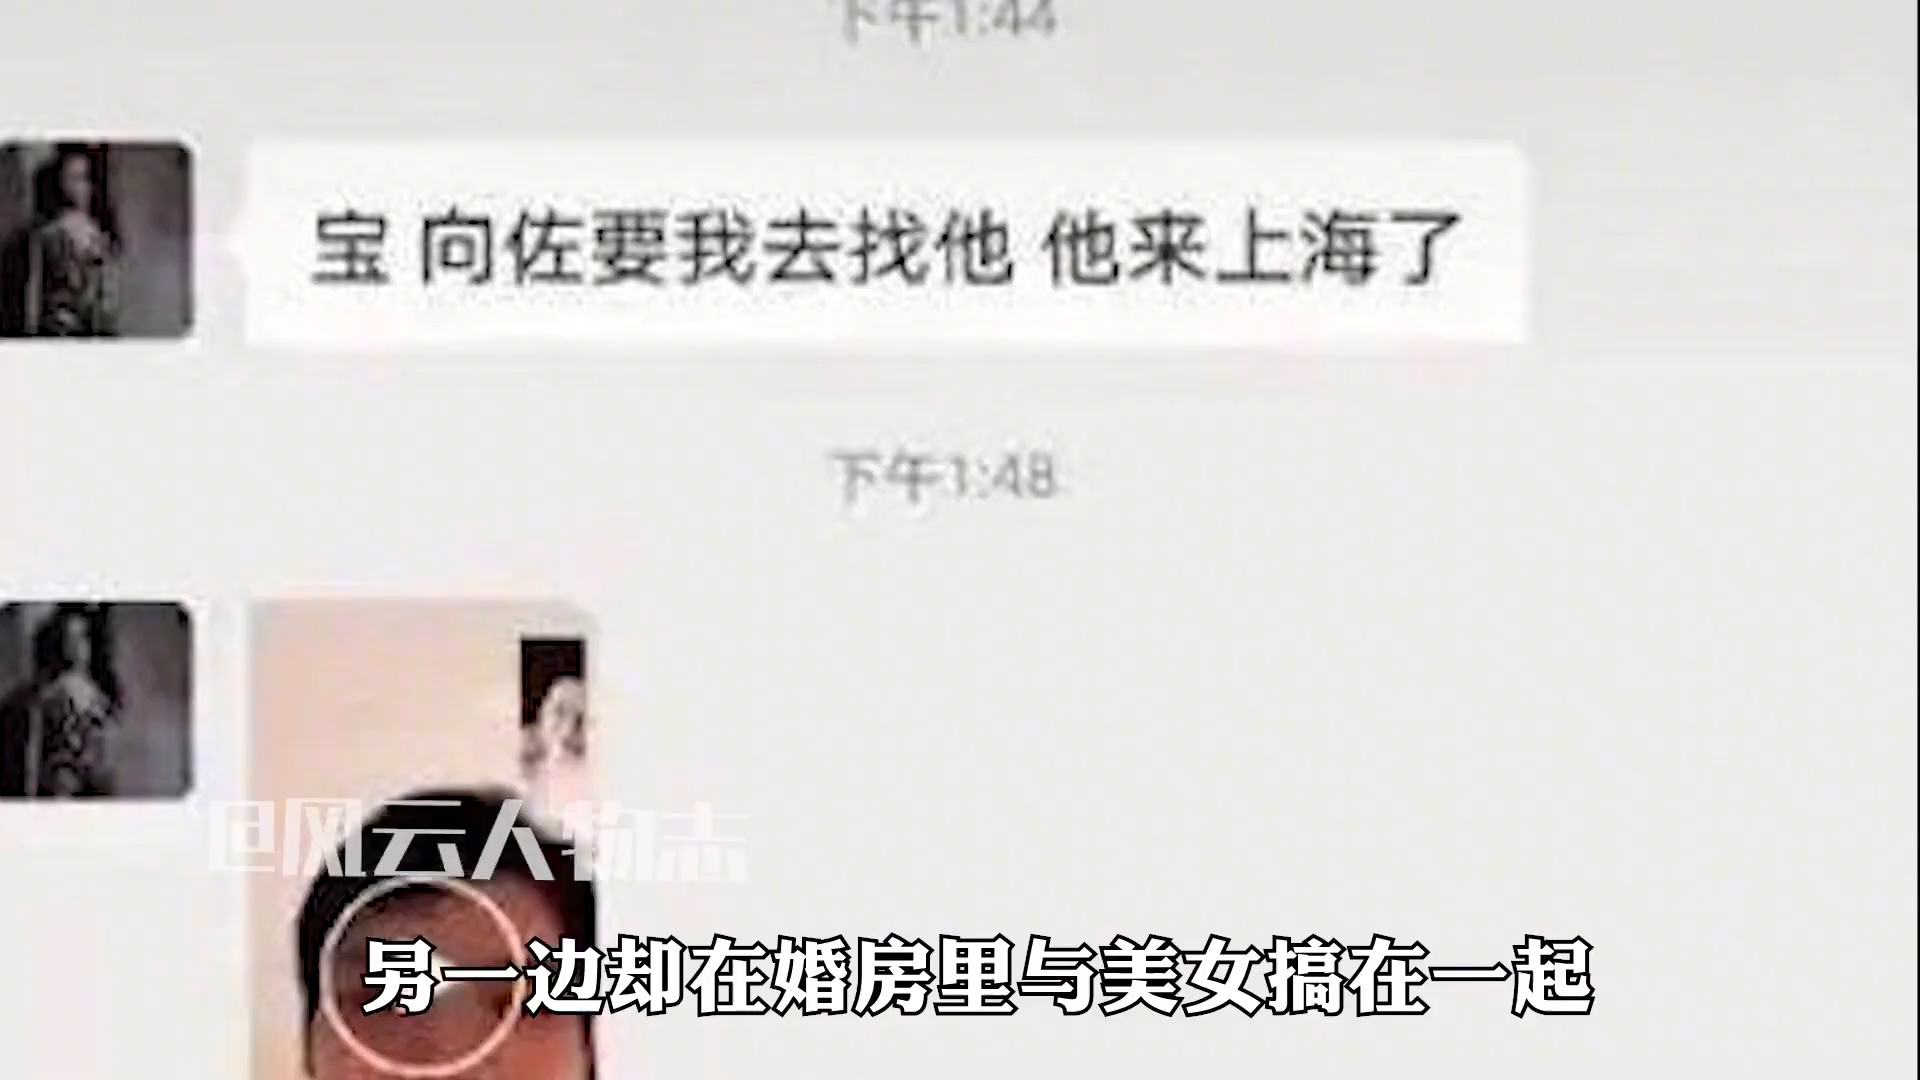 下午1:44
宝 向佐要我去找他 他来上海了
下午1:48
@风云人物志
另一边却在婚房里与美女搞在一起